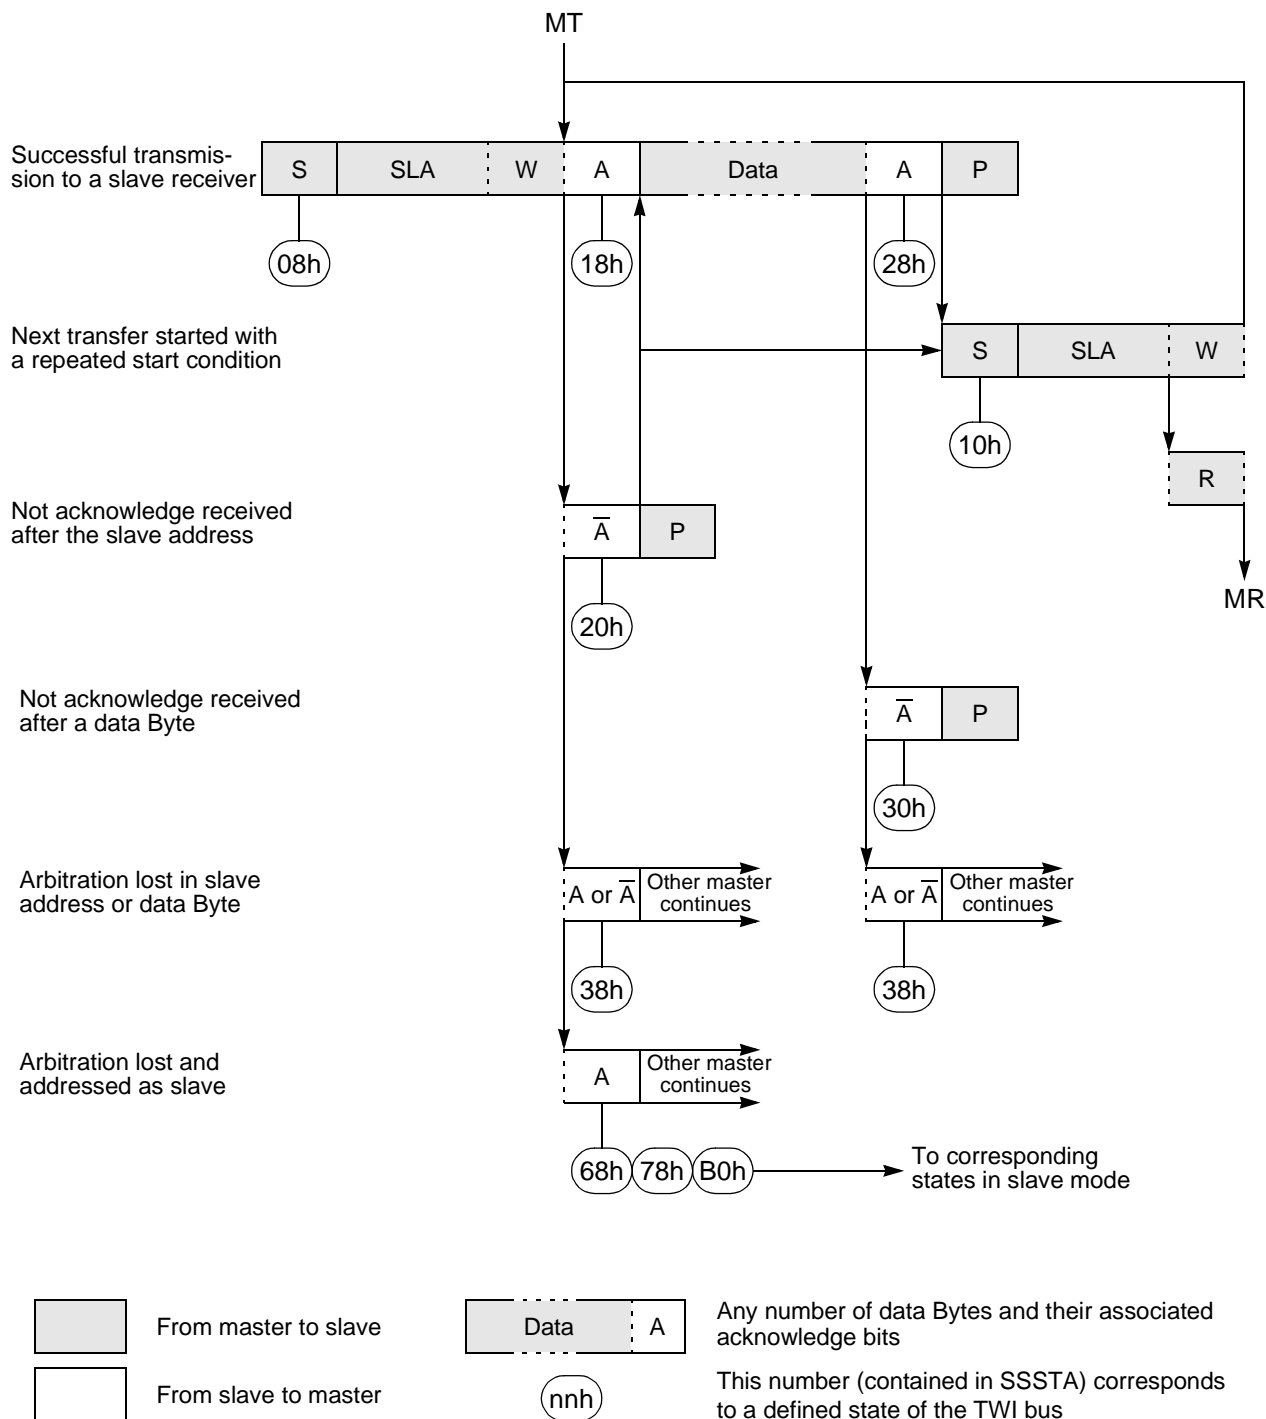 MT
Successful transmis-
sion to a slave receiver
S SLA W A Data A P
08h 18h 28h
Next transfer started with
a repeated start condition
S SLA W
10h
R
MR
Not acknowledge received
after the slave address
A̅ P
20h
Not acknowledge received
after a data Byte
A̅ P
30h
Arbitration lost in slave
address or data Byte
A or A̅ Other master
continues
A or A̅ Other master
continues
38h 38h
Arbitration lost and
addressed as slave
A Other master
continues
68h 78h B0h
To corresponding
states in slave mode
From master to slave
Data A
Any number of data Bytes and their associated
acknowledge bits
From slave to master
nnh
This number (contained in SSSTA) corresponds
to a defined state of the TWI bus